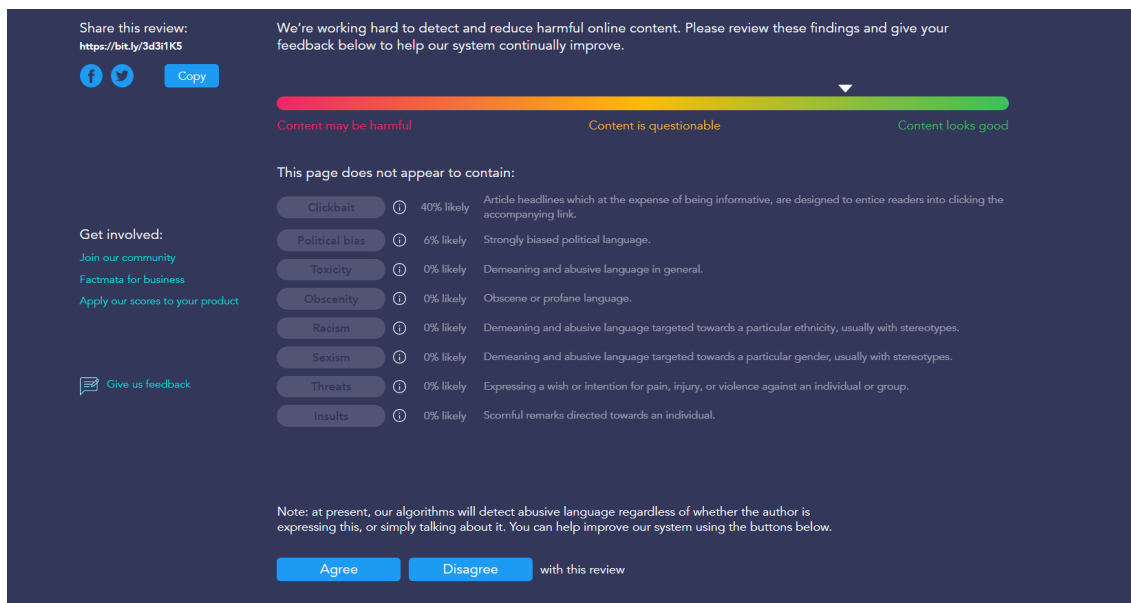 Share this review:
https://bit.ly/3d3i1K5
Copy
We're working hard to detect and reduce harmful online content. Please review these findings and give your
feedback below to help our system continually improve.
Content may be harmful
Content is questionable
Content looks good
This page does not appear to contain:
Clickbait 40% likely Article headlines which at the expense of being informative, are designed to entice readers into clicking the
accompanying link.
Political bias 6% likely Strongly biased political language.
Toxicity 0% likely Demeaning and abusive language in general.
Obscenity 0% likely Obscene or profane language.
Racism 0% likely Demeaning and abusive language targeted towards a particular ethnicity, usually with stereotypes.
Sexism 0% likely Demeaning and abusive language targeted towards a particular gender, usually with stereotypes.
Threats 0% likely Expressing a wish or intention for pain, injury, or violence against an individual or group.
Insults 0% likely Scornful remarks directed towards an individual.
Get involved:
Join our community
Factmata for business
Apply our scores to your product
Give us feedback
Note: at present, our algorithms will detect abusive language regardless of whether the author is
expressing this, or simply talking about it. You can help improve our system using the buttons below.
Agree Disagree with this review